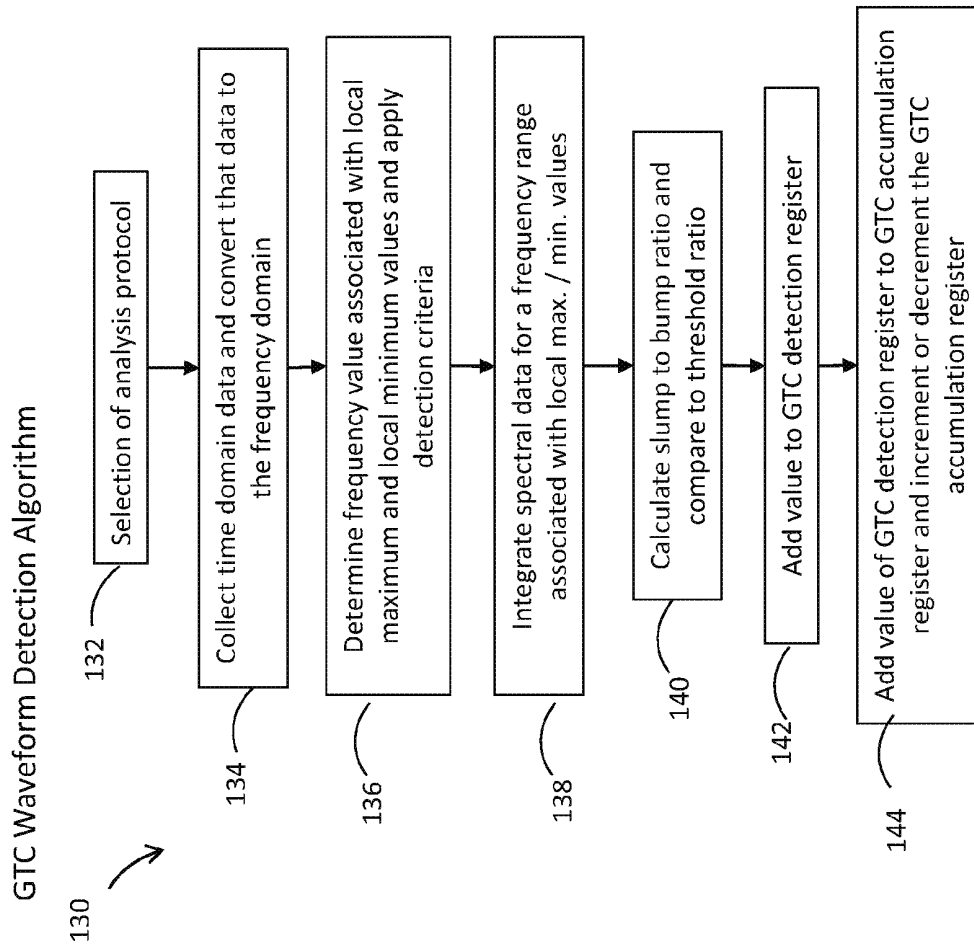 GTC Waveform Detection Algorithm
130
132
Selection of analysis protocol
134
Collect time domain data and convert that data to
the frequency domain
136
Determine frequency value associated with local
maximum and local minimum values and apply
detection criteria
138
Integrate spectral data for a frequency range
associated with local max. / min. values
140
Calculate slump to bump ratio and
compare to threshold ratio
142
Add value to GTC detection register
144
Add value of GTC detection register to GTC accumulation
register and increment or decrement the GTC
accumulation register